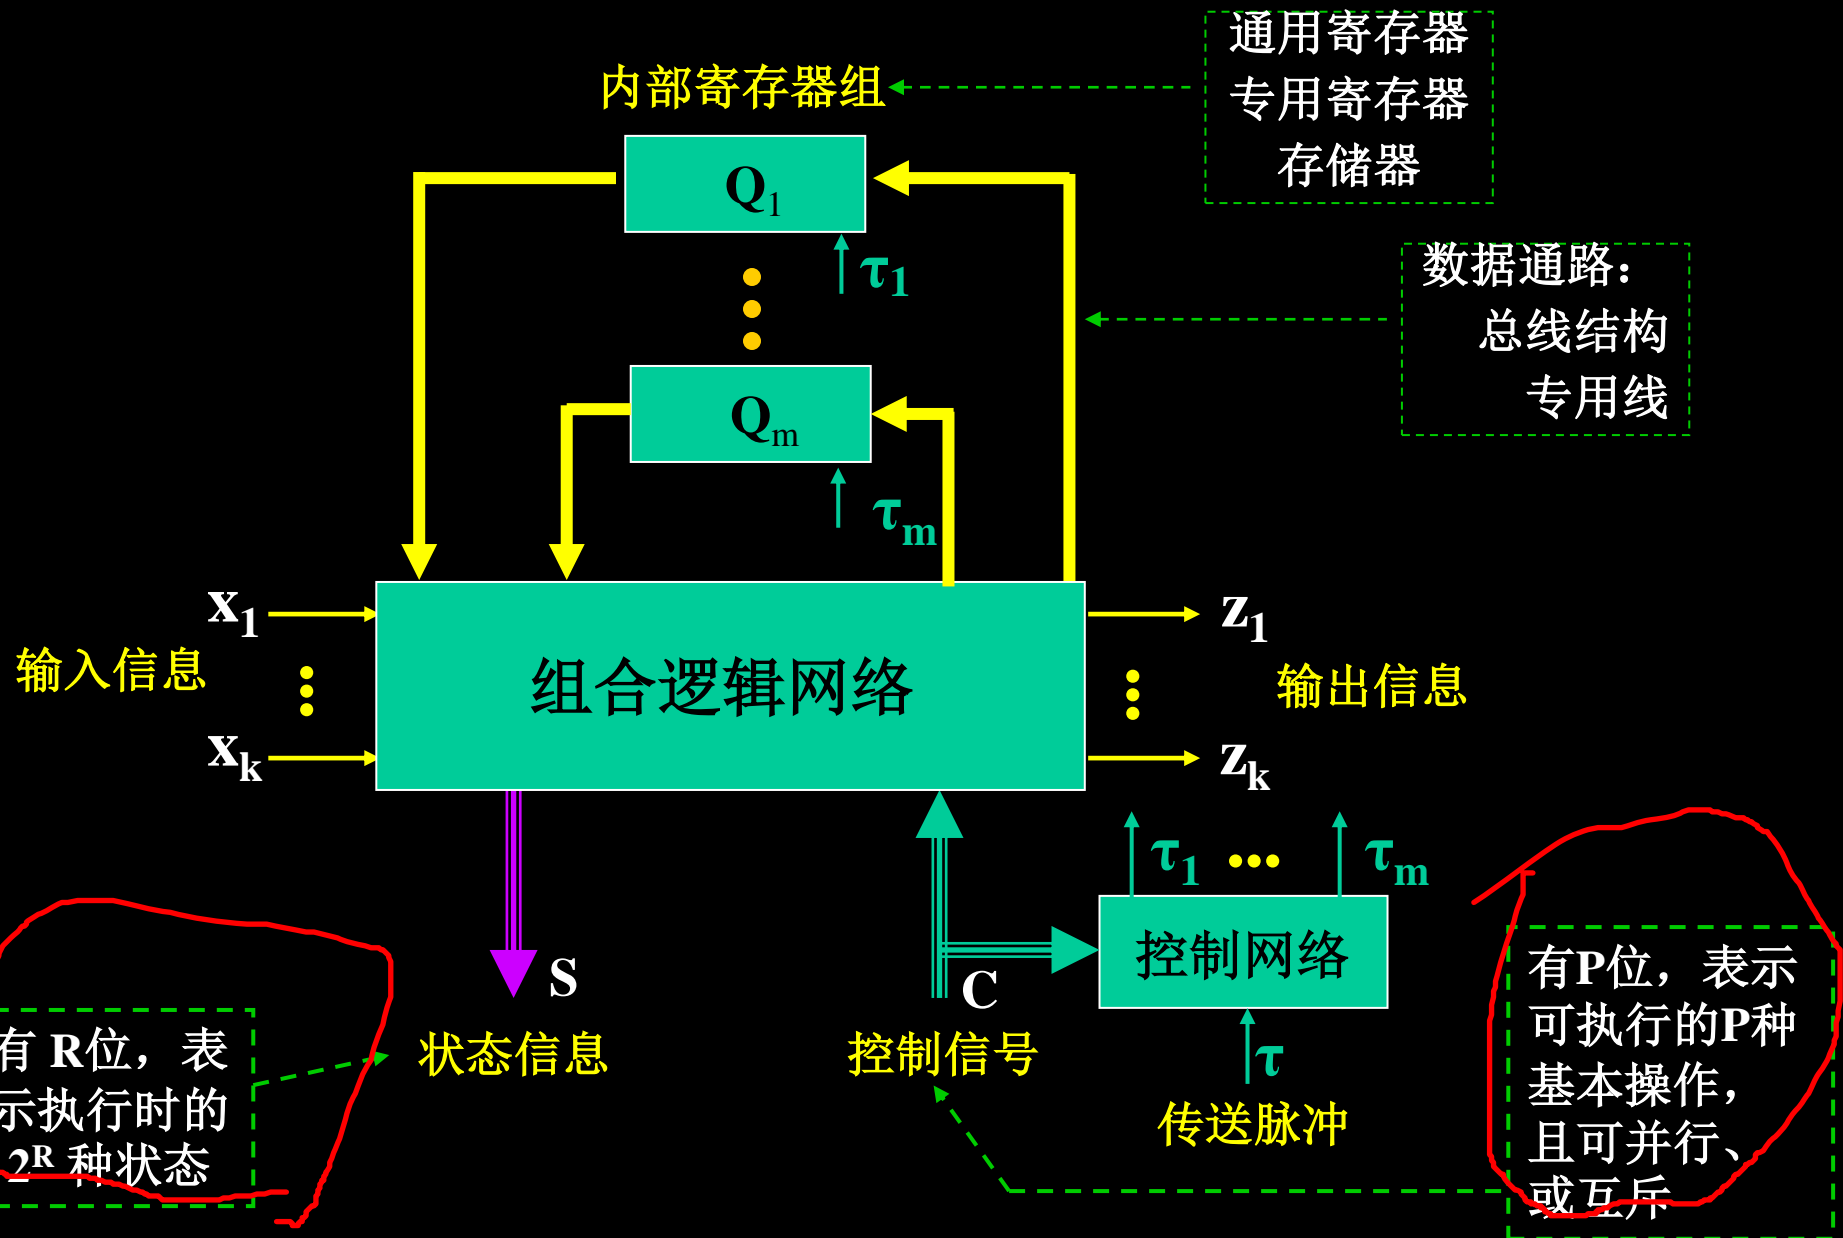 通用寄存器
专用寄存器
存储器
内部寄存器组
Q1
τ1
数据通路：
总线结构
专用线
Qm
τm
x1
z1
输入信息
组合逻辑网络
输出信息
xk
zk
τ1
τm
控制网络
S
C
状态信息
控制信号
τ
传送脉冲
有 R位，表
示执行时的
2R 种状态
有P位，表示
可执行的P种
基本操作，
且可并行、
或互斥